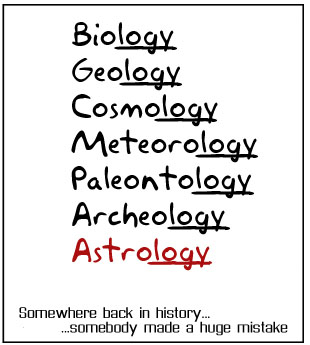 Biology
Geology
Cosmology
Meteorology
Paleontology
Archeology
Astrology
Somewhere back in history...
...somebody made a huge mistake